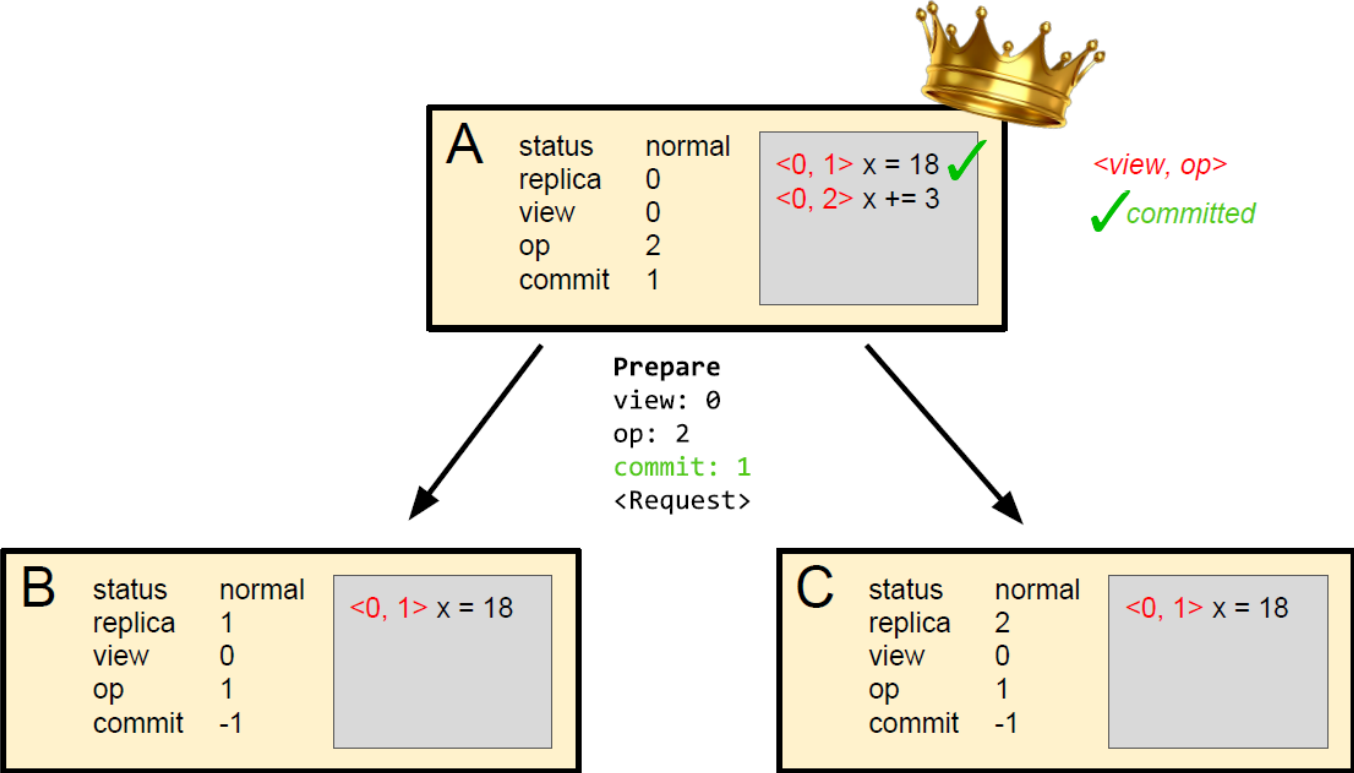 A
status normal
replica 0
view 0
op 2
commit 1
<0, 1> x = 18
<0, 2> x += 3
<view, op>
committed
Prepare
view: 0
op: 2
commit: 1
<Request>
B
status normal
replica 1
view 0
op 1
commit -1
<0, 1> x = 18
C
status normal
replica 2
view 0
op 1
commit -1
<0, 1> x = 18